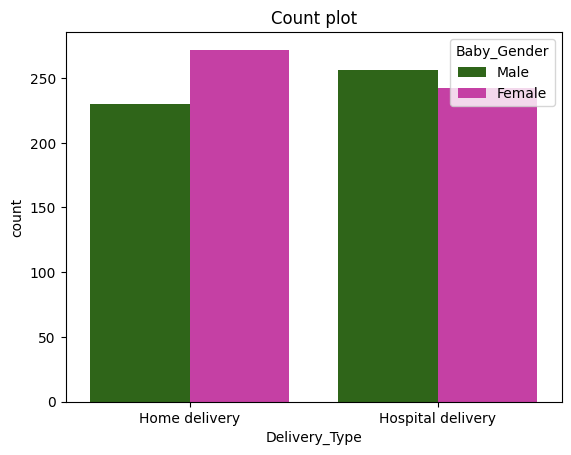 Count plot
Baby_Gender
Male
Female
250
200
150
100
50
0
count
Home delivery
Hospital delivery
Delivery_Type